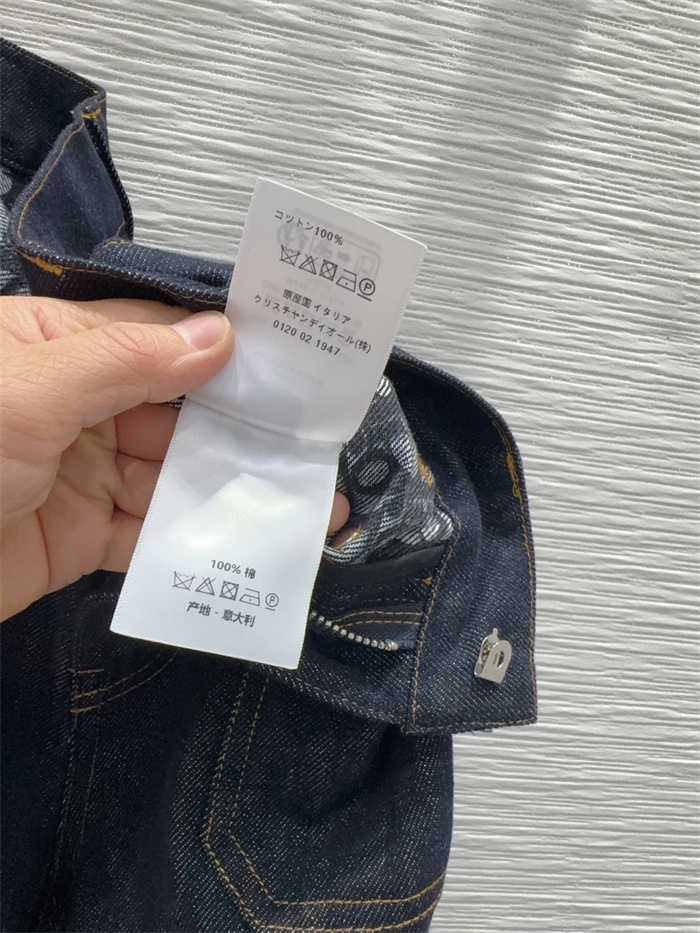 コットン100%
P
原産国イタリア
クリスチャンディオール(株)
0120 02 1947
100% 棉
P
产地 - 意大利